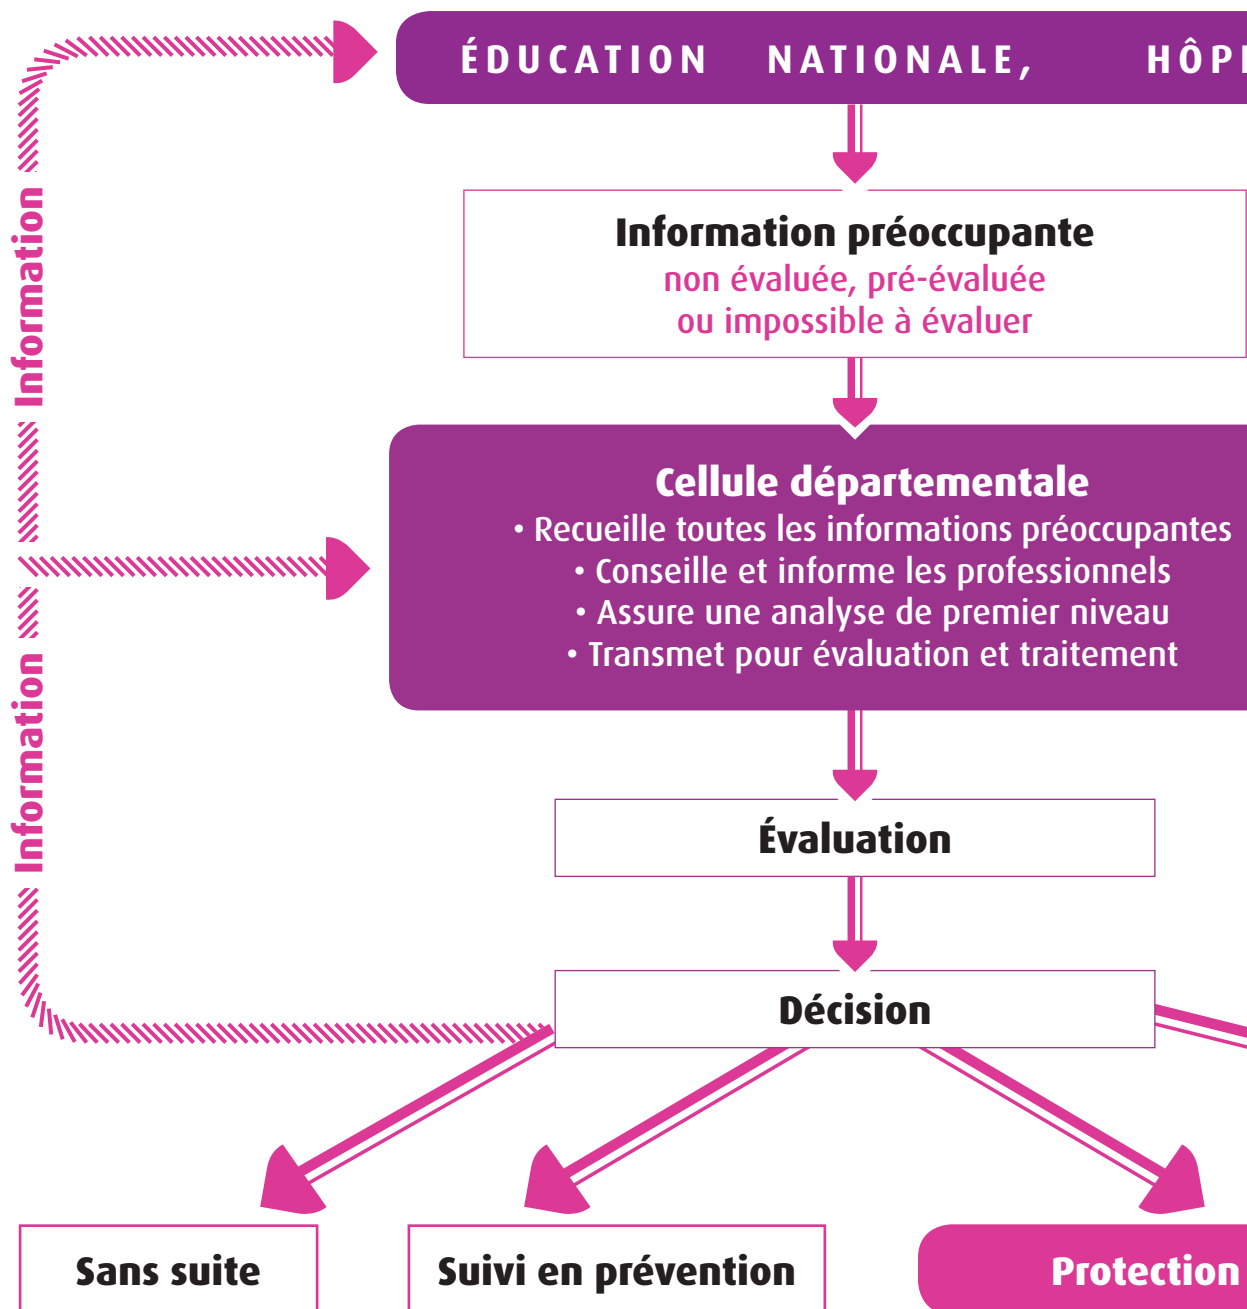 ÉDUCATION NATIONALE,
Information préoccupante
non évaluée, pré-évaluée
ou impossible à évaluer
Information
Cellule départementale
• Recueille toutes les informations préoccupantes
• Conseille et informe les professionnels
• Assure une analyse de premier niveau
• Transmet pour évaluation et traitement
Information
Évaluation
Décision
Sans suite
Suivi en prévention
Protection